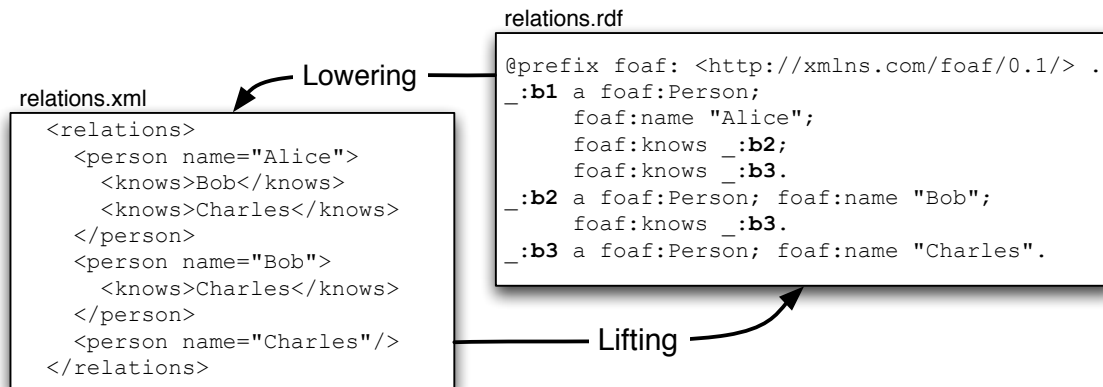 relations.rdf
@prefix foaf: <http://xmlns.com/foaf/0.1/> .
_:b1 a foaf:Person;
foaf:name "Alice";
foaf:knows _:b2;
foaf:knows _:b3.
_:b2 a foaf:Person; foaf:name "Bob";
foaf:knows _:b3.
_:b3 a foaf:Person; foaf:name "Charles".
Lowering
relations.xml
<relations>
<person name="Alice">
<knows>Bob</knows>
<knows>Charles</knows>
</person>
<person name="Bob">
<knows>Charles</knows>
</person>
<person name="Charles"/>
</relations>
Lifting